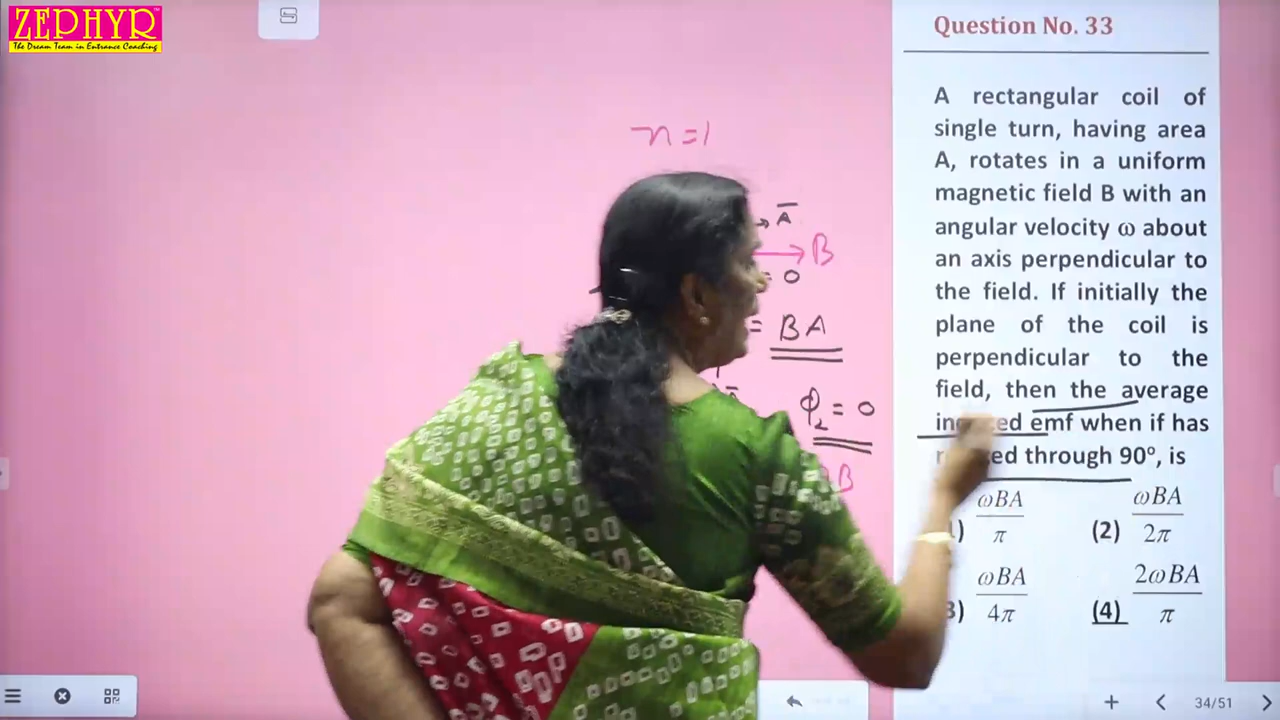 ZEPHYR
The Dream Team in Entrance Coaching
n=1
A
B
= 0
= BA
φ₂ = 0
B
Question No. 33
A rectangular coil of
single turn, having area
A, rotates in a uniform
magnetic field B with an
angular velocity ω about
an axis perpendicular to
the field. If initially the
plane of the coil is
perpendicular to the
field, then the average
emf when if has
through 90°, is
ωBA/π
(2) ωBA/2π
ωBA/4π
(4) 2ωBA/π
34/51